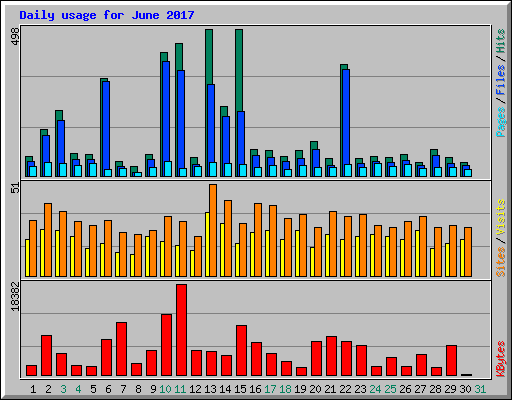 Daily usage for June 2017
498
51
18382
Pages / Files / Hits
Sites / Visits
KBytes
1 2 3 4 5 6 7 8 9 10 11 12 13 14 15 16 17 18 19 20 21 22 23 24 25 26 27 28 29 30 31